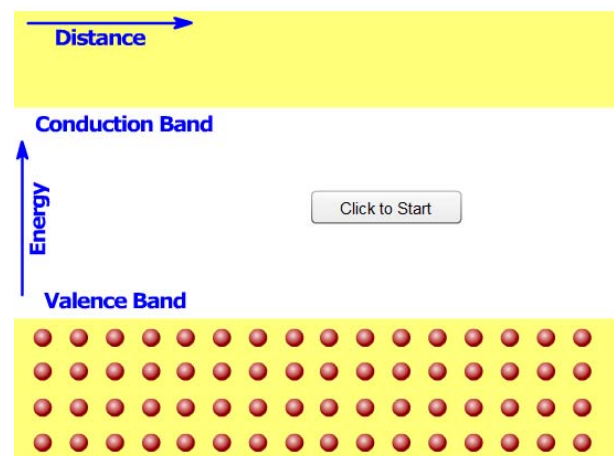 Distance
Conduction Band
Energy
Click to Start
Valence Band